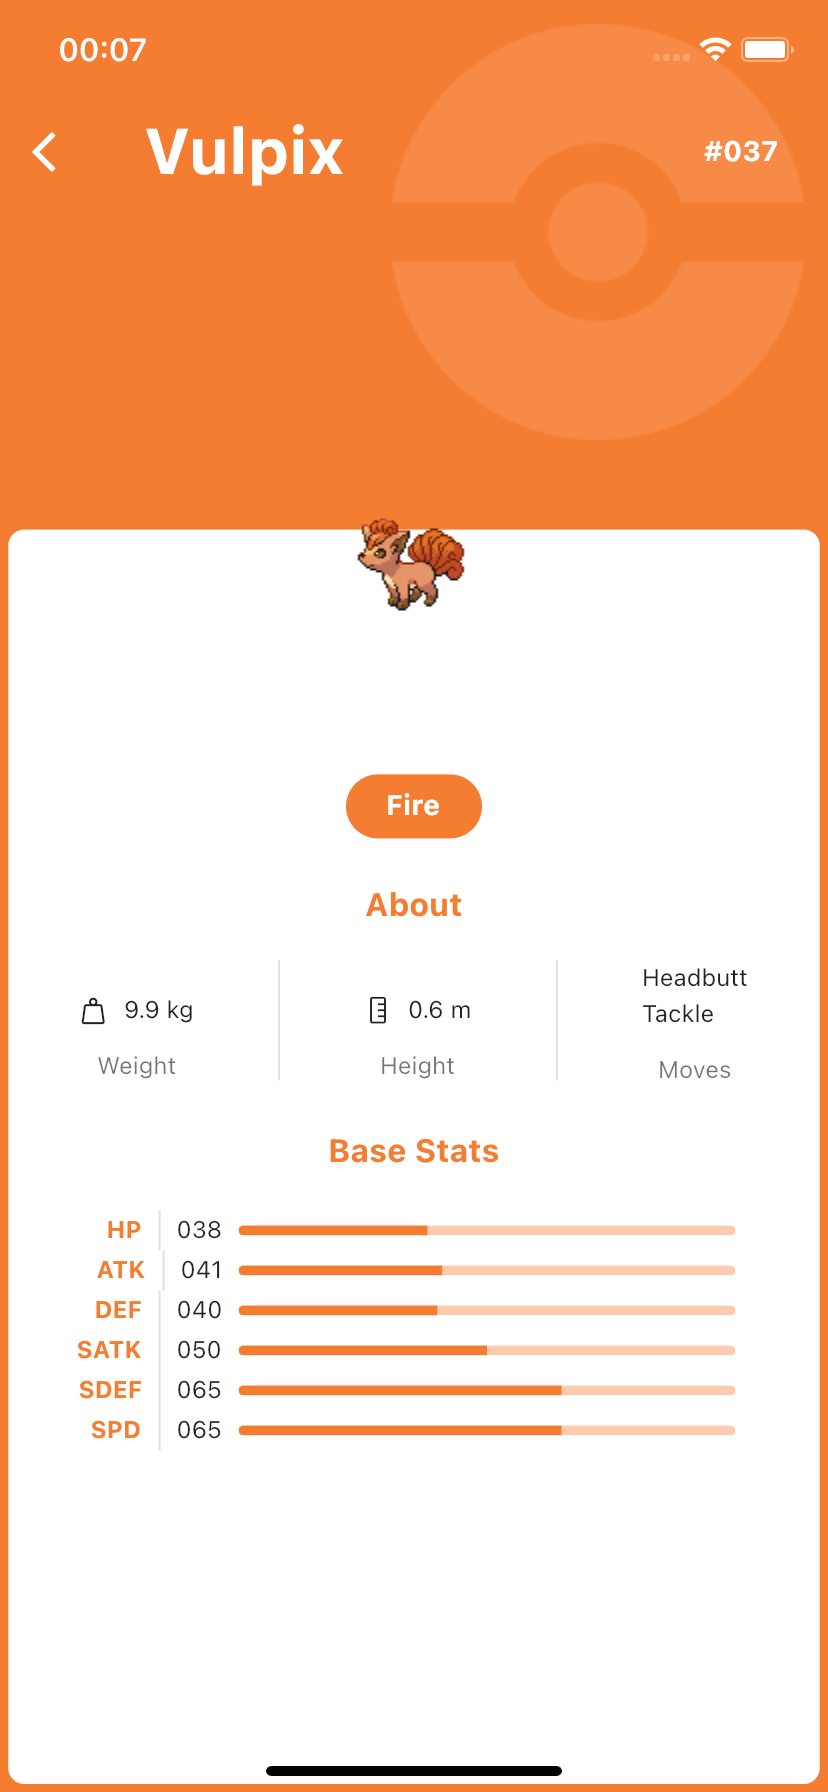 00:07
Vulpix
#037
Fire
About
9.9 kg
Weight
0.6 m
Height
Headbutt
Tackle
Moves
Base Stats
HP 038
ATK 041
DEF 040
SATK 050
SDEF 065
SPD 065